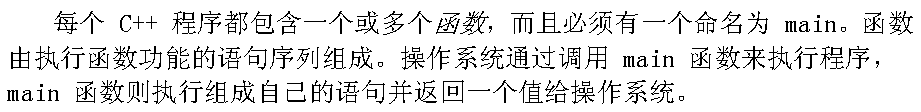 每个 C++ 程序都包含一个或多个函数，而且必须有一个命名为 main。函数
由执行函数功能的语句序列组成。操作系统通过调用 main 函数来执行程序，
main 函数则执行组成自己的语句并返回一个值给操作系统。